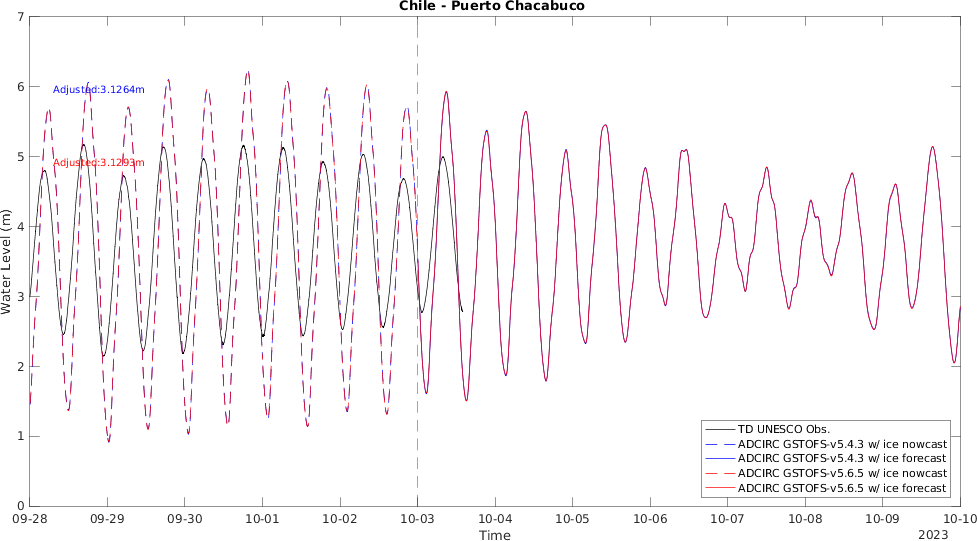 Chile - Puerto Chacabuco
7
6
5
4
3
2
1
0
Water Level (m)
Adjusted:3.1264m
Adjusted:3.1293m
TD UNESCO Obs.
ADCIRC GSTOFS-v5.4.3 w/ ice nowcast
ADCIRC GSTOFS-v5.4.3 w/ ice forecast
ADCIRC GSTOFS-v5.6.5 w/ ice nowcast
ADCIRC GSTOFS-v5.6.5 w/ ice forecast
09-28 09-29 09-30 10-01 10-02 10-03 10-04 10-05 10-06 10-07 10-08 10-09 10-10
Time
2023